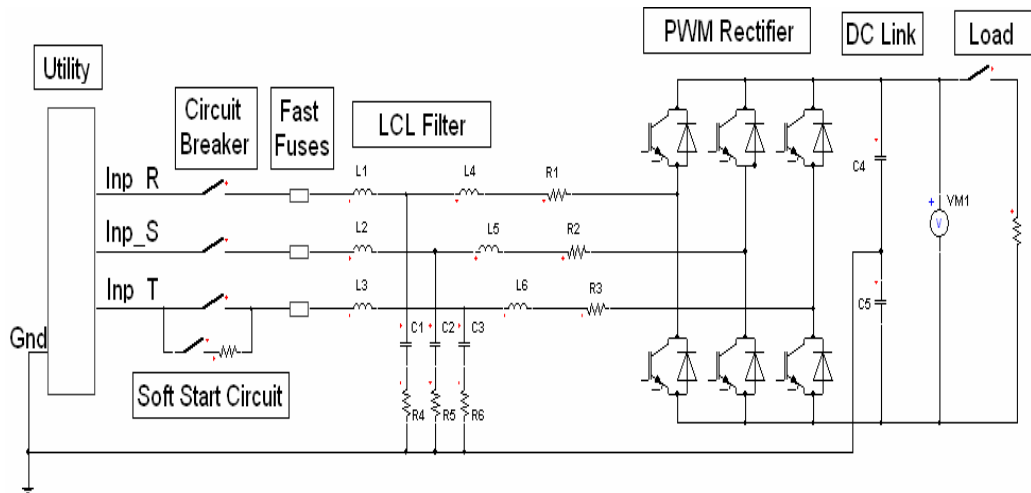 PWM Rectifier
DC Link
Load
Utility
Circuit
Breaker
Fast
Fuses
LCL Filter
Inp_R
L1
L4
R1
C4
VM1
V
Inp_S
L2
L5
R2
Inp_T
L3
L6
R3
C5
Gnd
C1
C2
C3
Soft Start Circuit
R4
R5
R6